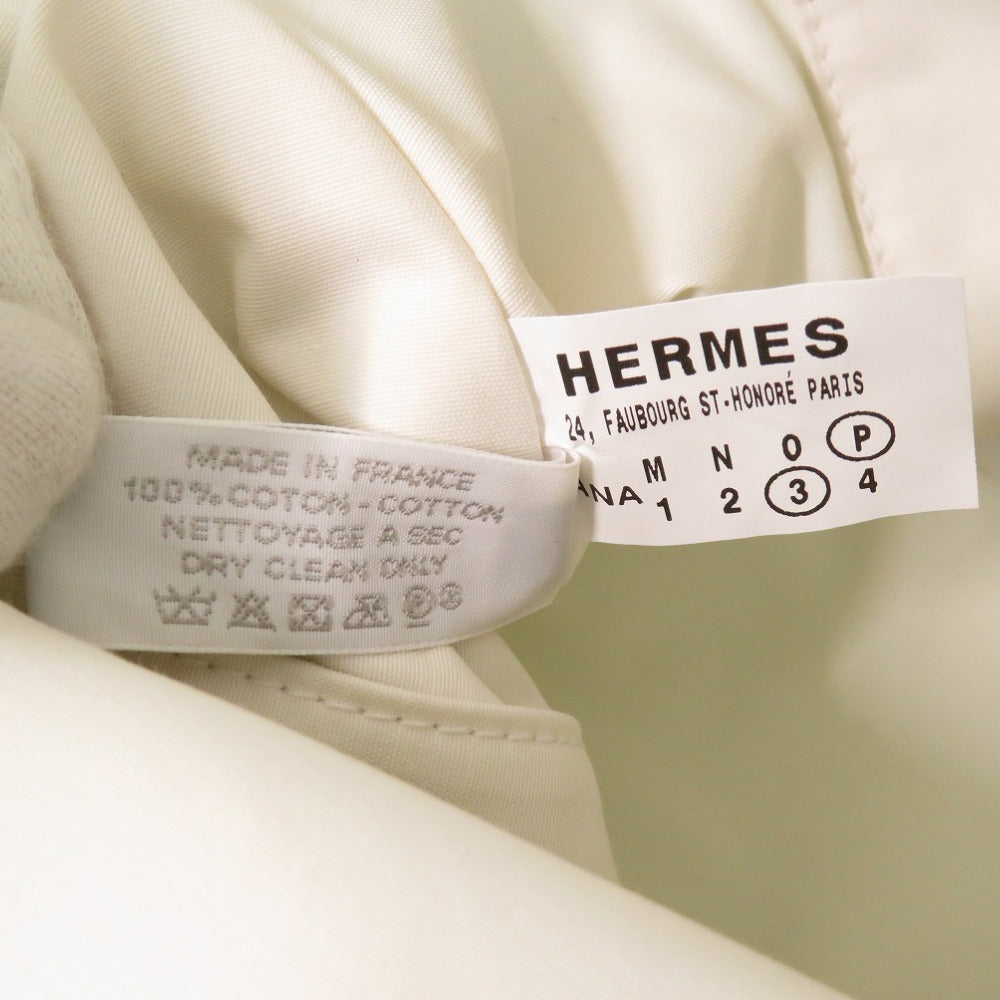 HERMES
24, FAUBOURG ST-HONORÉ PARIS
M N O P
ANA 1 2 3 4
MADE IN FRANCE
100% COTON - COTTON
NETTOYAGE A SEC
DRY CLEAN ONLY
P